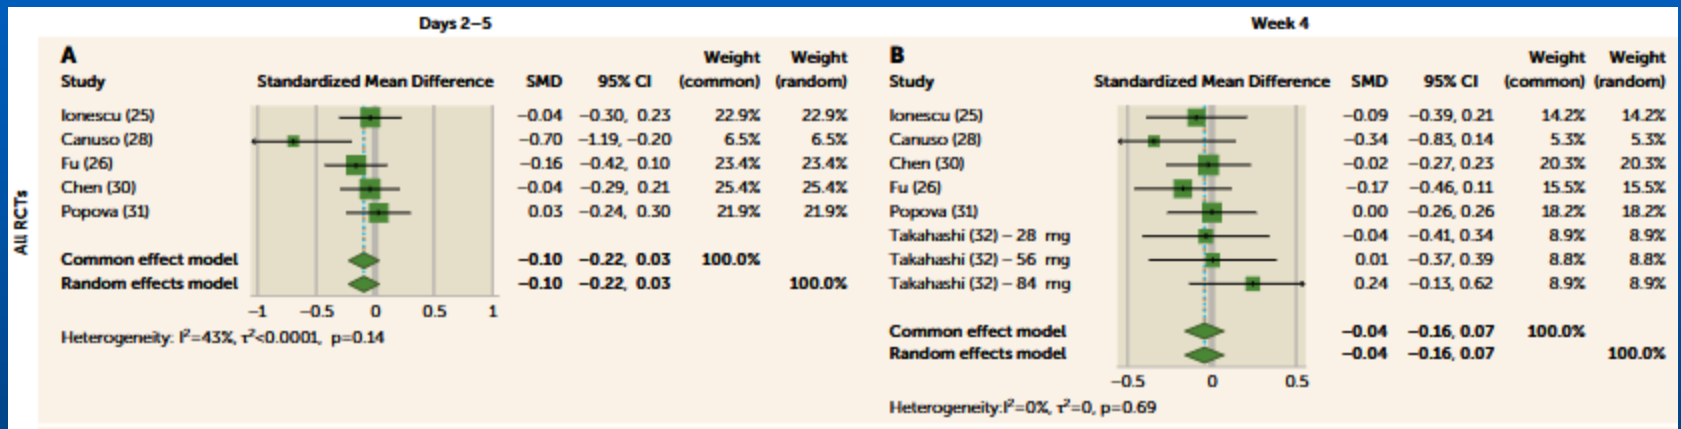 Days 2–5
A
Weight Weight
Study Standardized Mean Difference SMD 95% CI (common) (random)
Ionescu (25) −0.04 −0.30, 0.23 22.9% 22.9%
Canuso (28) −0.70 −1.19, −0.20 6.5% 6.5%
Fu (26) −0.16 −0.42, 0.10 23.4% 23.4%
Chen (30) −0.04 −0.29, 0.21 25.4% 25.4%
Popova (31) 0.03 −0.24, 0.30 21.9% 21.9%
Common effect model −0.10 −0.22, 0.03 100.0%
Random effects model −0.10 −0.22, 0.03 100.0%
−1 −0.5 0 0.5 1
Heterogeneity: I²=43%, τ²<0.0001, p=0.14
All RCTs
Week 4
B
Weight Weight
Study Standardized Mean Difference SMD 95% CI (common) (random)
Ionescu (25) −0.09 −0.39, 0.21 14.2% 14.2%
Canuso (28) −0.34 −0.83, 0.14 5.3% 5.3%
Chen (30) −0.02 −0.27, 0.23 20.3% 20.3%
Fu (26) −0.17 −0.46, 0.11 15.5% 15.5%
Popova (31) 0.00 −0.26, 0.26 18.2% 18.2%
Takahashi (32) – 28 mg −0.04 −0.41, 0.34 8.9% 8.9%
Takahashi (32) – 56 mg 0.01 −0.37, 0.39 8.8% 8.8%
Takahashi (32) – 84 mg 0.24 −0.13, 0.62 8.9% 8.9%
Common effect model −0.04 −0.16, 0.07 100.0%
Random effects model −0.04 −0.16, 0.07 100.0%
−0.5 0 0.5
Heterogeneity:I²=0%, τ²=0, p=0.69